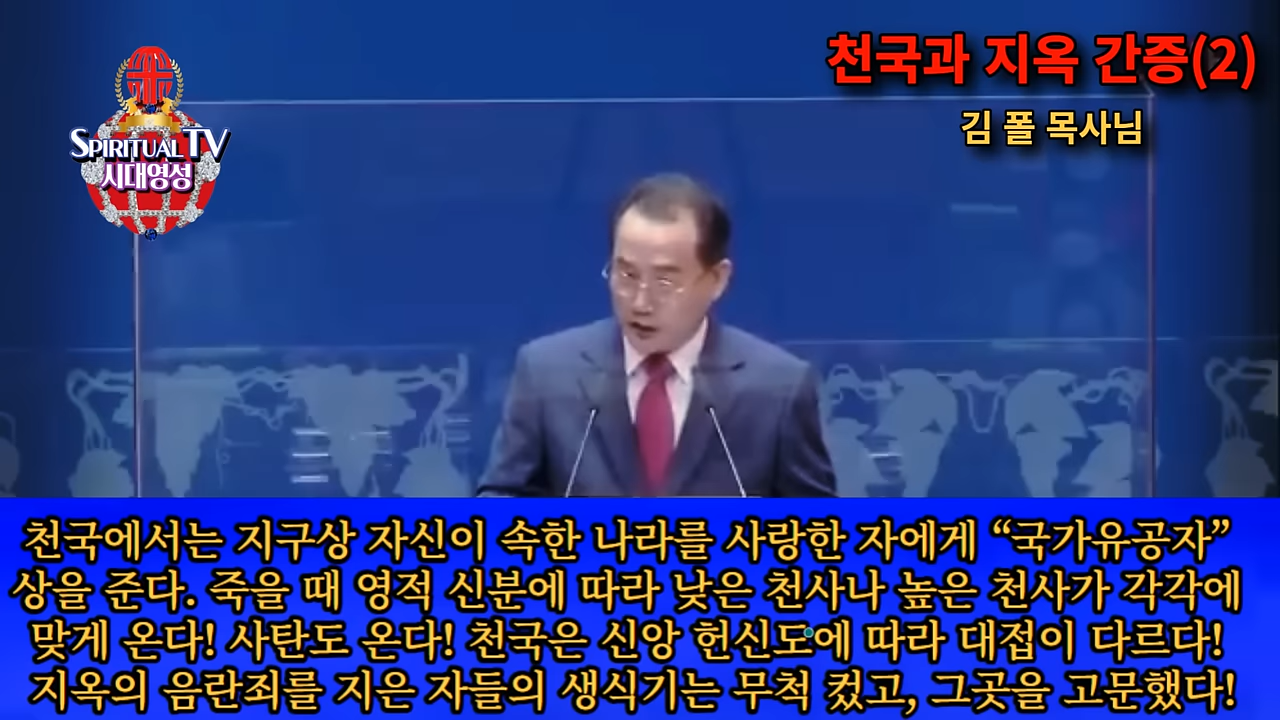 천국과 지옥 간증(2)
김 폴 목사님
SPIRITUAL TV
시대영성
천국에서는 지구상 자신이 속한 나라를 사랑한 자에게 “국가유공자”
상을 준다. 죽을 때 영적 신분에 따라 낮은 천사나 높은 천사가 각각에
맞게 온다! 사탄도 온다! 천국은 신앙 헌신도에 따라 대접이 다르다!
지옥의 음란죄를 지은 자들의 생식기는 무척 컸고, 그곳을 고문했다!